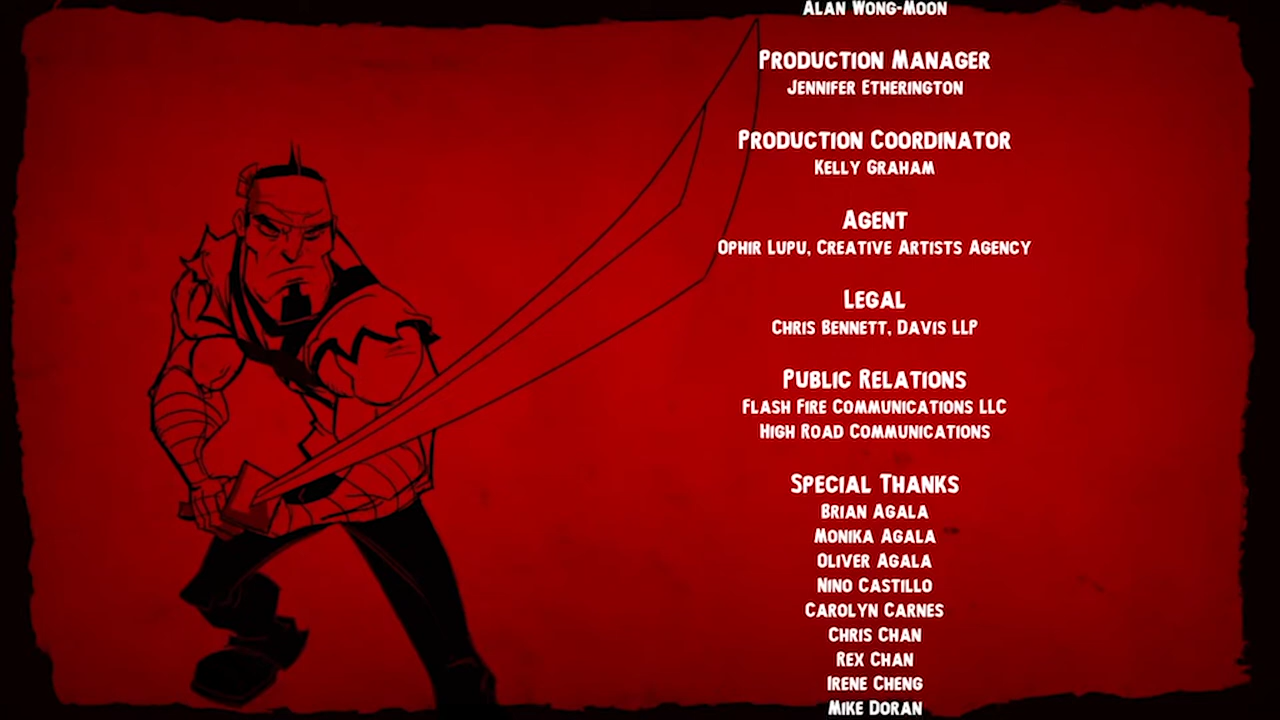 Alan Wong-Moon
Production Manager
Jennifer Etherington
Production Coordinator
Kelly Graham
Agent
Ophir Lupu, Creative Artists Agency
Legal
Chris Bennett, Davis LLP
Public Relations
Flash Fire Communications LLC
High Road Communications
Special Thanks
Brian Agala
Monika Agala
Oliver Agala
Nino Castillo
Carolyn Carnes
Chris Chan
Rex Chan
Irene Cheng
Mike Doran